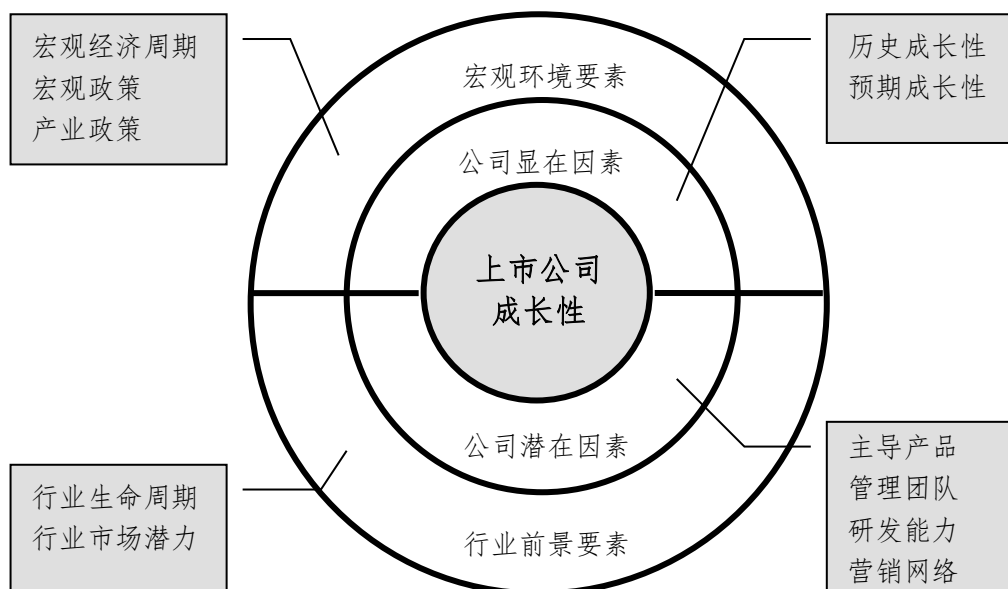 宏观经济周期
宏观政策
产业政策
宏观环境要素
历史成长性
预期成长性
公司显在因素
上市公司
成长性
公司潜在因素
行业生命周期
行业市场潜力
行业前景要素
主导产品
管理团队
研发能力
营销网络